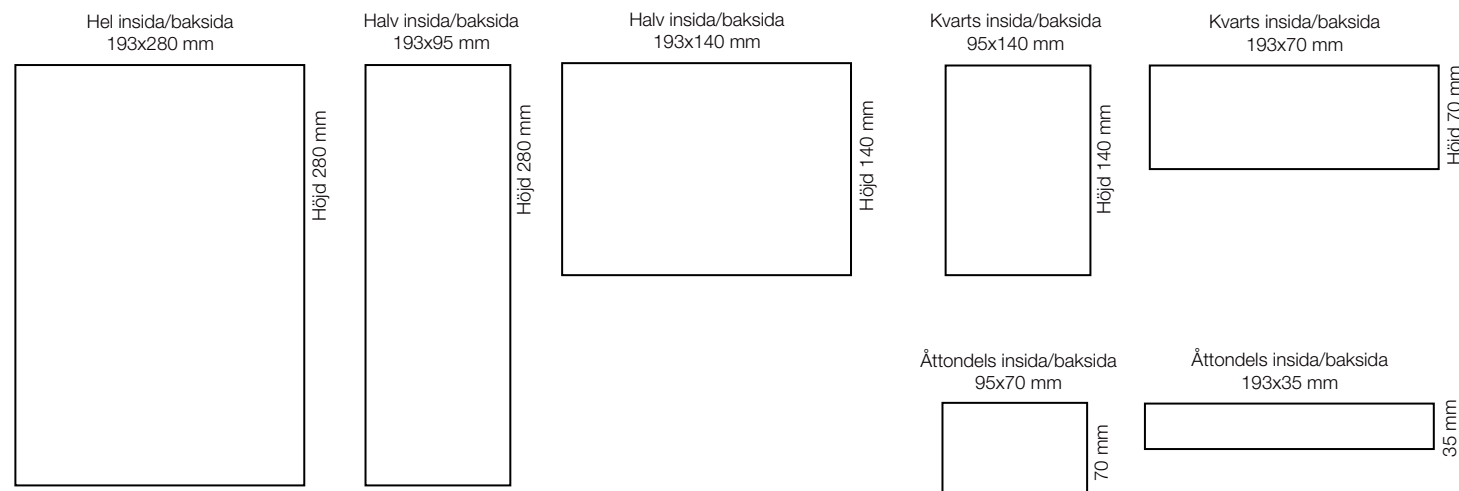 Hel insida/baksida
193x280 mm
Höjd 280 mm
Halv insida/baksida
193x95 mm
Höjd 280 mm
Halv insida/baksida
193x140 mm
Höjd 140 mm
Kvarts insida/baksida
95x140 mm
Höjd 140 mm
Kvarts insida/baksida
193x70 mm
Höjd 70 mm
Åttondels insida/baksida
95x70 mm
70 mm
Åttondels insida/baksida
193x35 mm
35 mm